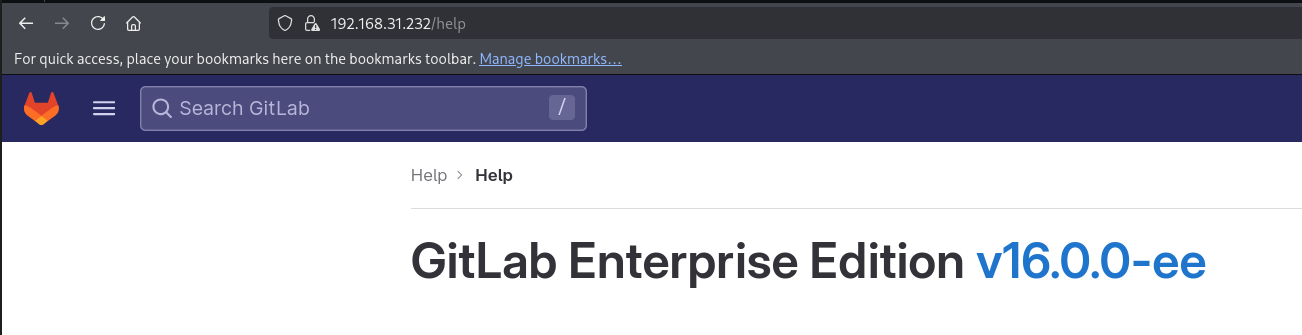 192.168.31.232/help
For quick access, place your bookmarks here on the bookmarks toolbar. Manage bookmarks...
Search GitLab /
Help > Help
GitLab Enterprise Edition v16.0.0-ee